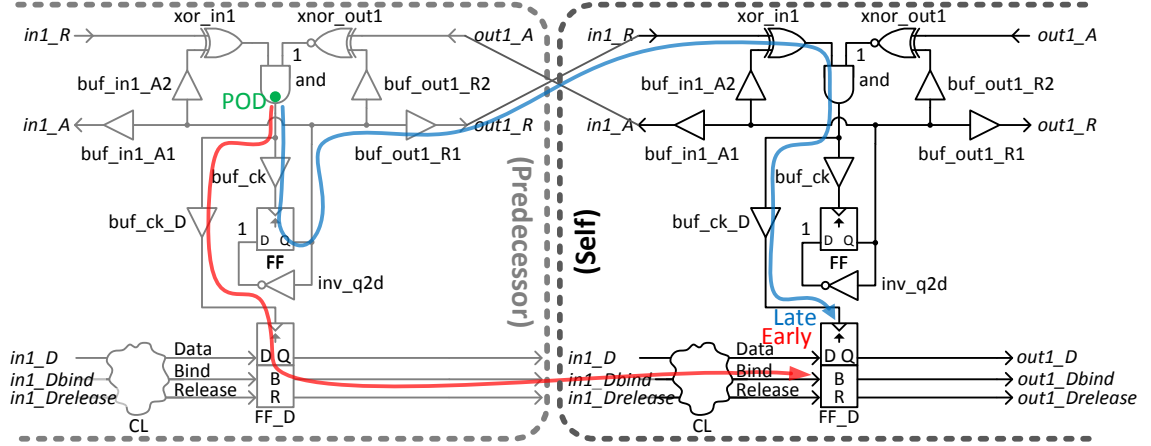 xor_in1
xnor_out1
in1_R
out1_A
1
buf_in1_A2
and
POD
buf_out1_R2
in1_A
out1_R
buf_in1_A1
buf_out1_R1
buf_ck
buf_ck_D
1
D Q
FF
inv_q2d
(Predecessor)
in1_D
Data
D Q
in1_Dbind
Bind
B
in1_Drelease
Release
R
CL
FF_D
(Self)
xor_in1
xnor_out1
in1_R
out1_A
1
buf_in1_A2
and
buf_out1_R2
in1_A
out1_R
buf_in1_A1
buf_out1_R1
buf_ck
buf_ck_D
1
D Q
FF
inv_q2d
Late
Early
in1_D
Data
D Q
out1_D
in1_Dbind
Bind
B
out1_Dbind
in1_Drelease
Release
R
out1_Drelease
CL
FF_D